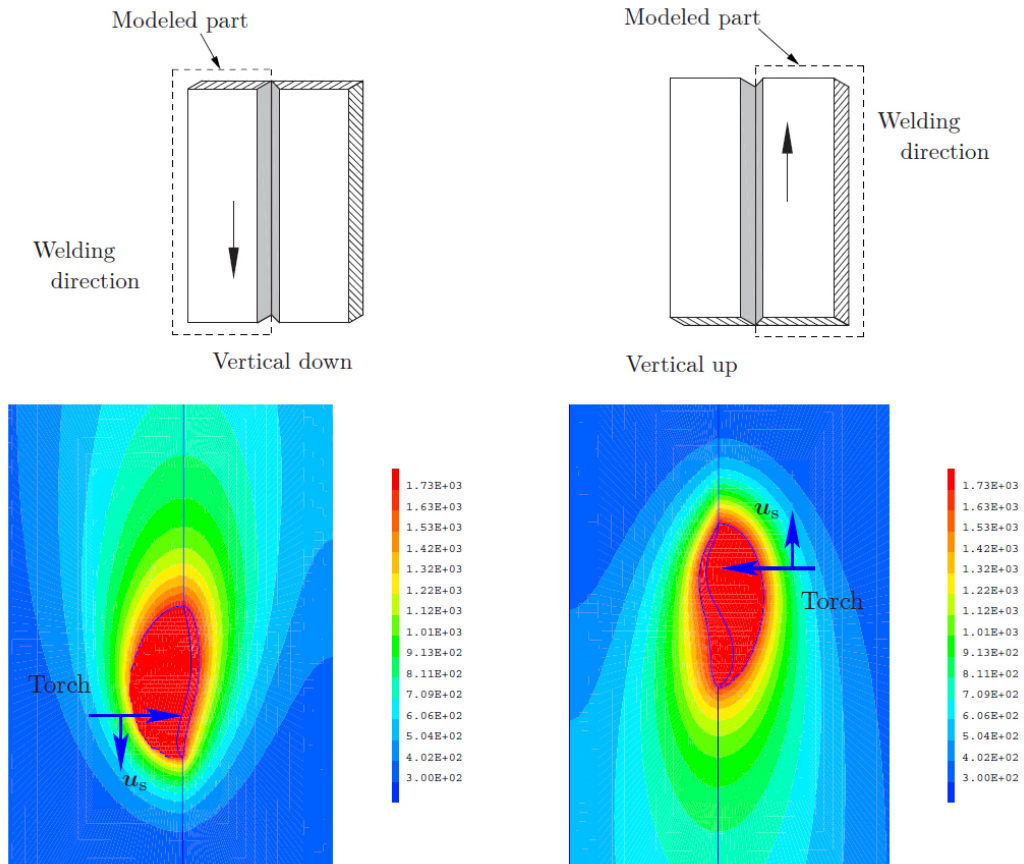 Modeled part
Welding
direction
Vertical down
Modeled part
Welding
direction
Vertical up
Torch
u_s
1.73E+03
1.63E+03
1.53E+03
1.42E+03
1.32E+03
1.22E+03
1.12E+03
1.01E+03
9.13E+02
8.11E+02
7.09E+02
6.06E+02
5.04E+02
4.02E+02
3.00E+02
u_s
Torch
1.73E+03
1.63E+03
1.53E+03
1.42E+03
1.32E+03
1.22E+03
1.12E+03
1.01E+03
9.13E+02
8.11E+02
7.09E+02
6.06E+02
5.04E+02
4.02E+02
3.00E+02